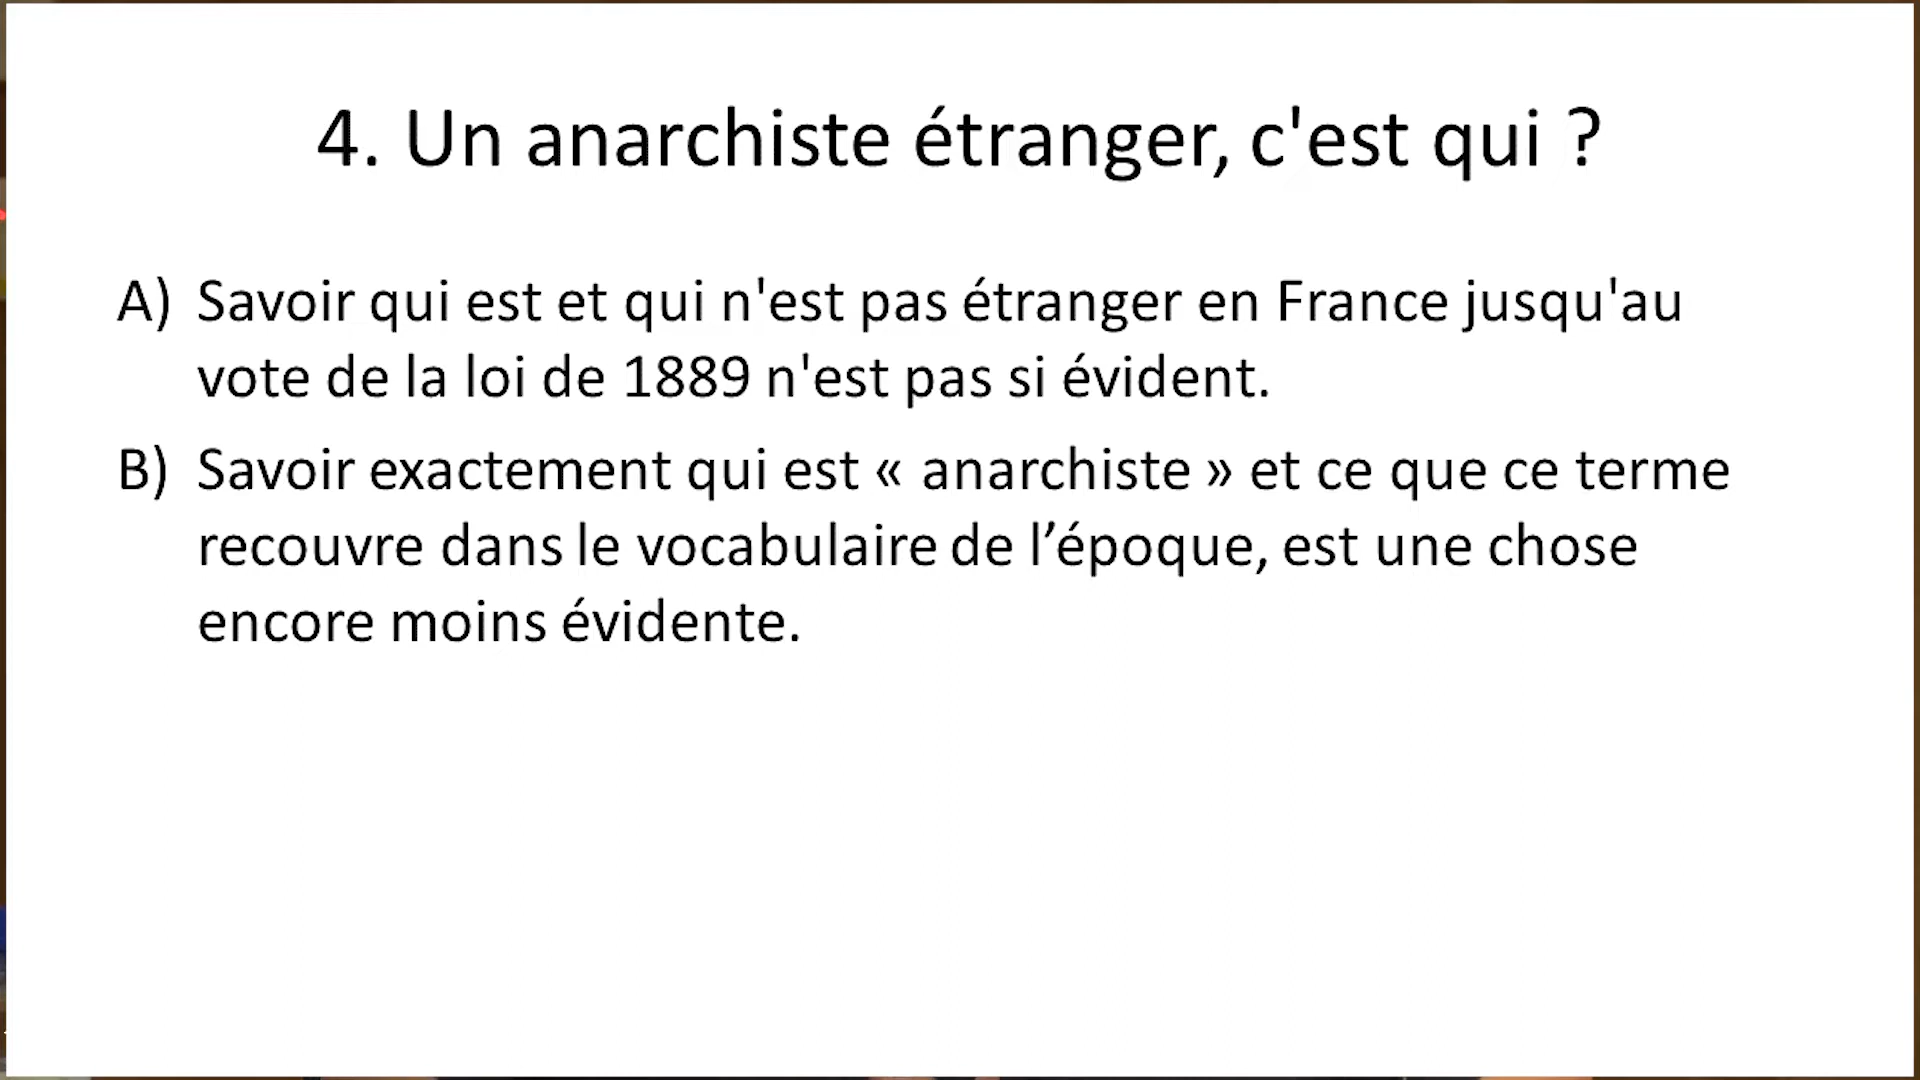 4. Un anarchiste étranger, c'est qui ?
A) Savoir qui est et qui n'est pas étranger en France jusqu'au
vote de la loi de 1889 n'est pas si évident.
B) Savoir exactement qui est « anarchiste » et ce que ce terme
recouvre dans le vocabulaire de l’époque, est une chose
encore moins évidente.